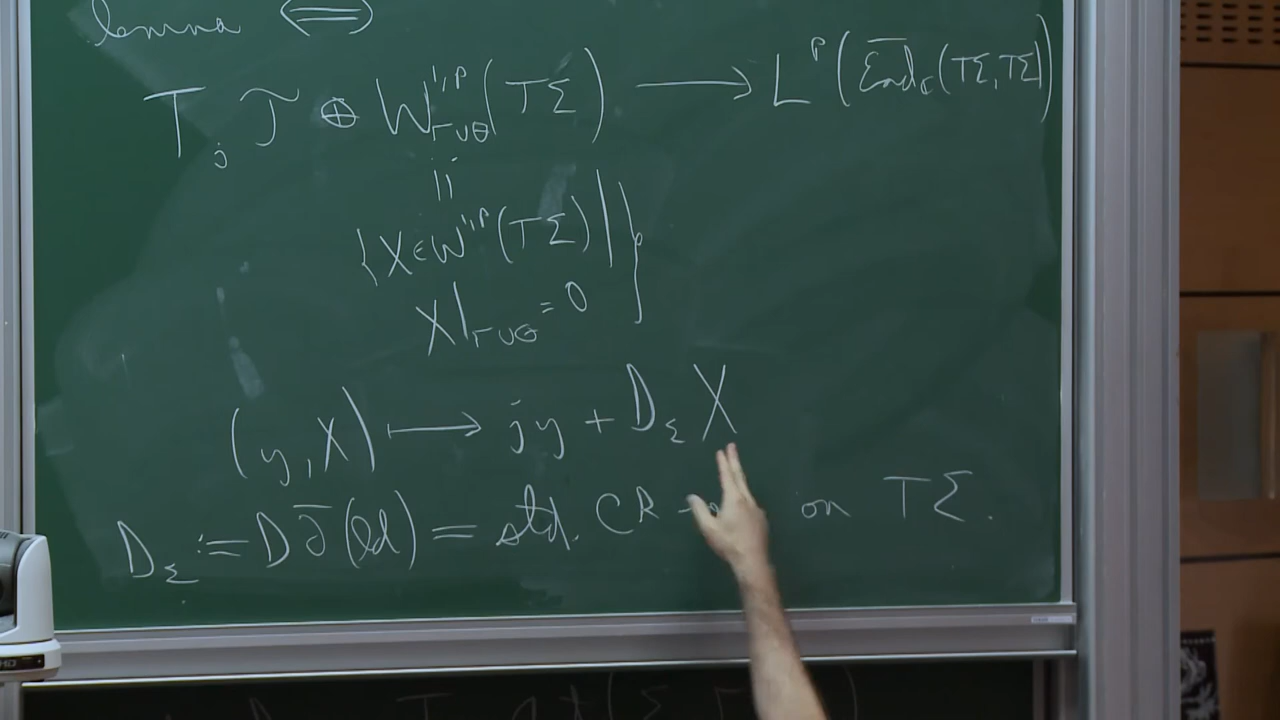 lemma ⟺
T_j 𝒯 ⊕ W^{1,p}_{Γ∪Θ}(TΣ) ⟶ L^p(\overline{End}_ℂ(TΣ,TΣ))
||
{X ∈ W^{1,p}(TΣ) |
X|_{Γ∪Θ} = 0 }
(y, X) ⟼ jy + D_Σ X
D_Σ := D∂̄(Id) = std. CR on TΣ.
HD